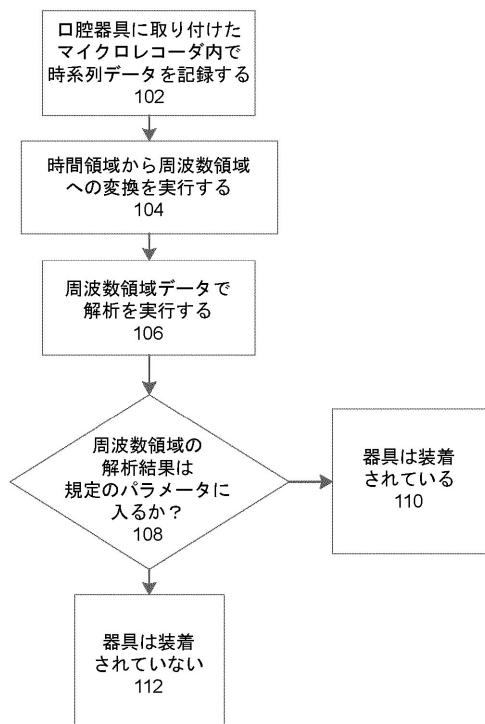 口腔器具に取り付けた
マイクロレコーダ内で
時系列データを記録する
102
時間領域から周波数領域
への変換を実行する
104
周波数領域データで
解析を実行する
106
周波数領域の
解析結果は
規定のパラメータに
入るか？
108
器具は装着
されている
110
器具は装着
されていない
112